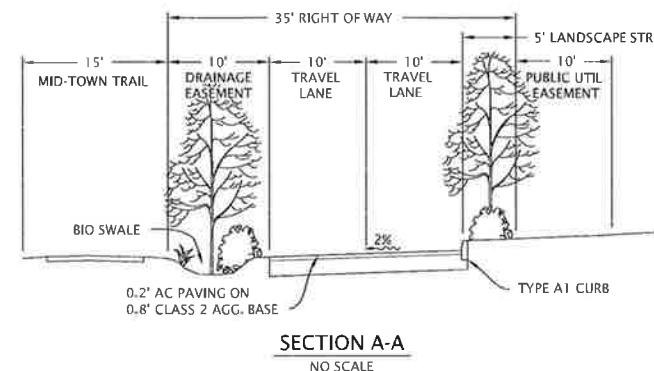 35' RIGHT OF WAY
5' LANDSCAPE STR
15'
10'
10'
10'
10'
MID-TOWN TRAIL
DRAINAGE
EASEMENT
TRAVEL
LANE
TRAVEL
LANE
PUBLIC UTIL
EASEMENT
BIO SWALE
2%
0.2' AC PAVING ON
0.8' CLASS 2 AGG. BASE
TYPE A1 CURB
SECTION A-A
NO SCALE